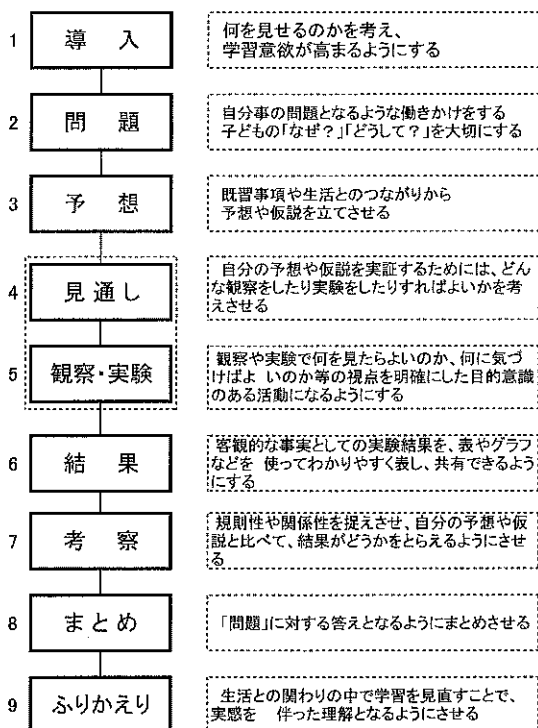 1 導 入
何を見せるのかを考え、
学習意欲が高まるようにする
2 問 題
自分事の問題となるような働きかけをする
子どもの「なぜ？」「どうして？」を大切にする
3 予 想
既習事項や生活とのつながりから
予想や仮説を立てさせる
4 見通し
自分の予想や仮説を実証するためには、どん
な観察をしたり実験をしたりすればよいかを考
えさせる
5 観察・実験
観察や実験で何を見たらよいのか、何に気づ
けばよ いのか等の視点を明確にした目的意識
のある活動になるようにする
6 結 果
客観的な事実としての実験結果を、表やグラフ
などを 使ってわかりやすく表し、共有できるよう
にする
7 考 察
規則性や関係性を捉えさせ、自分の予想や仮
説と比べて、結果がどうかをとらえるようにさせ
る
8 まとめ
「問題」に対する答えとなるようにまとめさせる
9 ふりかえり
生活との関わりの中で学習を見直すことで、
実感を 伴った理解となるようにさせる